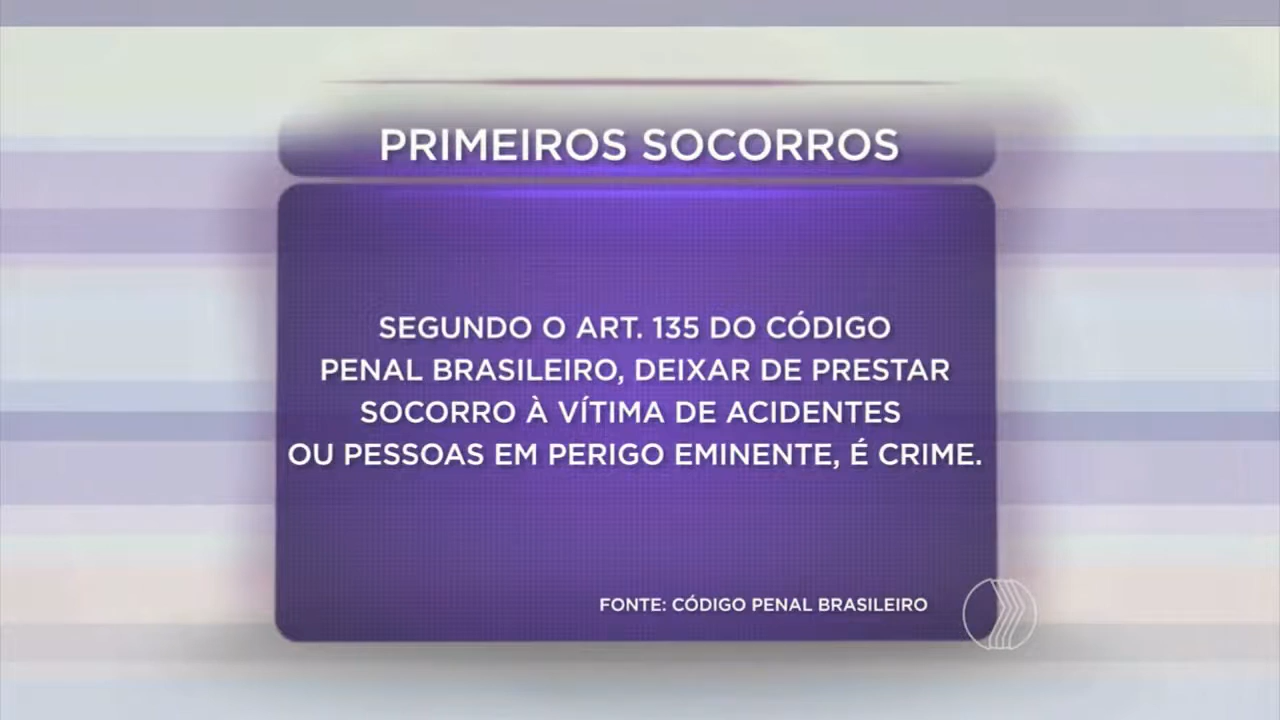 PRIMEIROS SOCORROS
SEGUNDO O ART. 135 DO CÓDIGO
PENAL BRASILEIRO, DEIXAR DE PRESTAR
SOCORRO À VÍTIMA DE ACIDENTES
OU PESSOAS EM PERIGO EMINENTE, É CRIME.
FONTE: CÓDIGO PENAL BRASILEIRO